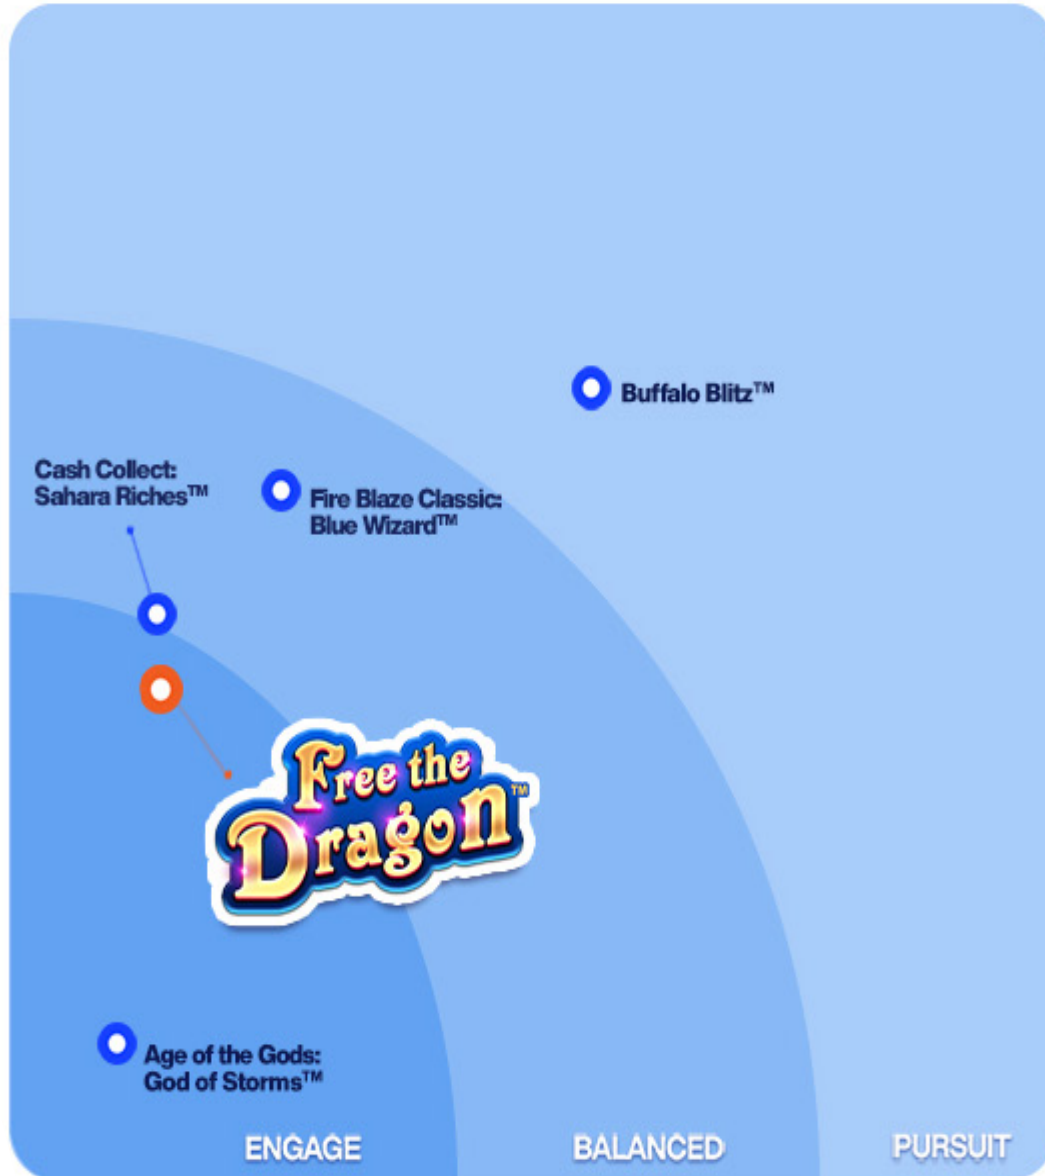 Buffalo Blitz™
Cash Collect:
Sahara Riches™
Fire Blaze Classic:
Blue Wizard™
Free the
Dragon™
Age of the Gods:
God of Storms™
ENGAGE
BALANCED
PURSUIT